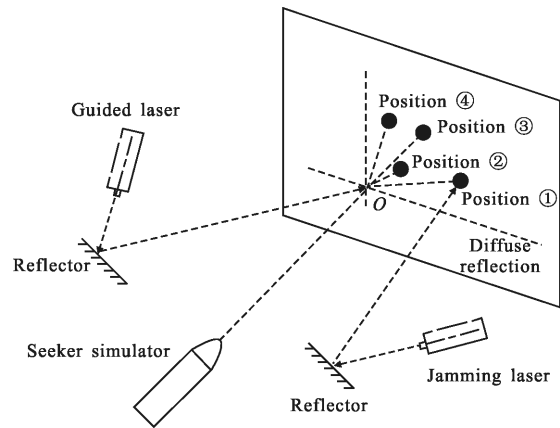 Guided laser
Position ④
Position ③
Position ②
Position ①
O
Diffuse
reflection
Reflector
Seeker simulator
Jamming laser
Reflector